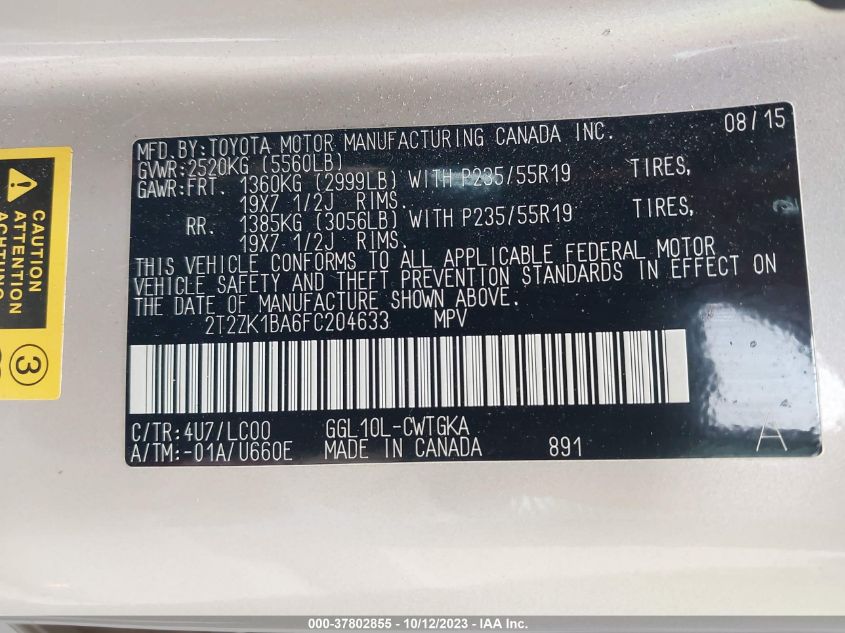 MFD.BY:TOYOTA MOTOR MANUFACTURING CANADA INC. 08/15
GVWR:2520KG (5560LB)
GAWR:FRT. 1360KG (2999LB) WITH P235/55R19 TIRES,
19X7 1/2J RIMS.
RR. 1385KG (3056LB) WITH P235/55R19 TIRES,
19X7 1/2J RIMS.
THIS VEHICLE CONFORMS TO ALL APPLICABLE FEDERAL MOTOR
VEHICLE SAFETY AND THEFT PREVENTION STANDARDS IN EFFECT ON
THE DATE OF MANUFACTURE SHOWN ABOVE.
2T2ZK1BA6FC204633 MPV
C/TR:4U7/LC00 GGL10L-CWTGKA
A/TM:-01A/U660E MADE IN CANADA 891 A
CAUTION
ATTENTION
ACHTUNG
3
000-37802855 - 10/12/2023 - IAA Inc.